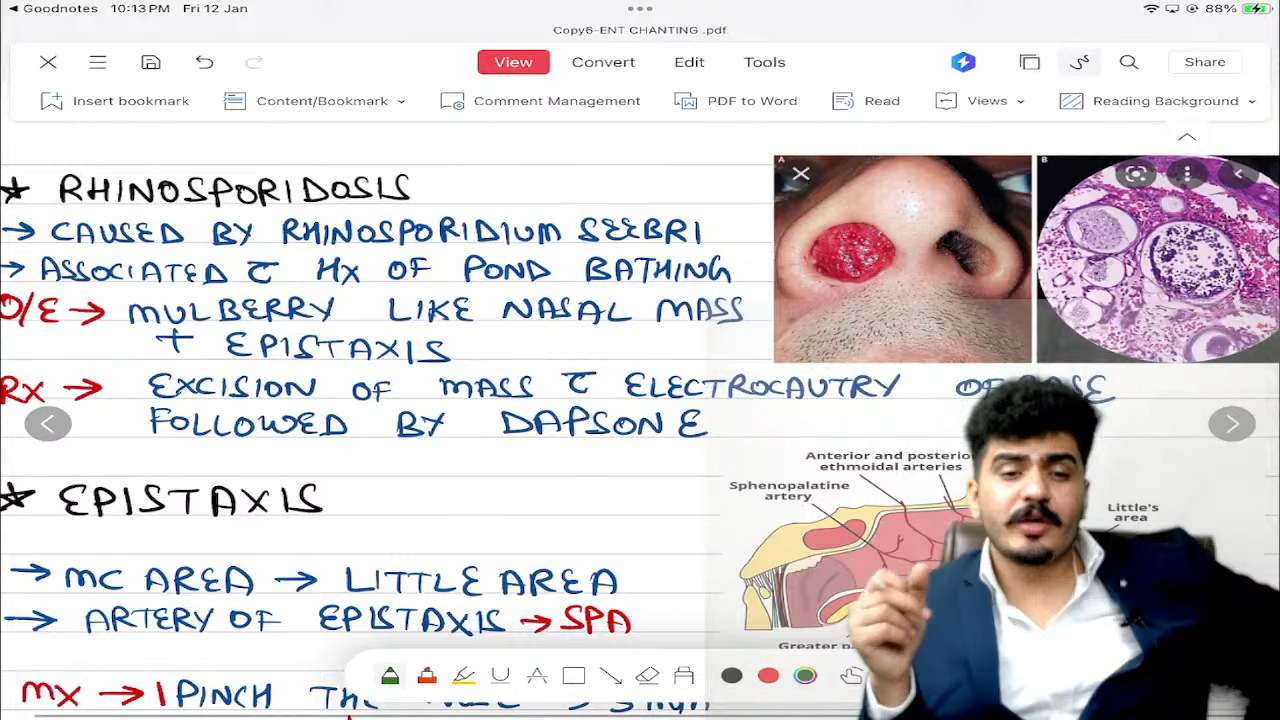 Goodnotes 10:13 PM Fri 12 Jan 88%
Copy6-ENT CHANTING .pdf
View Convert Edit Tools Share
Insert bookmark Content/Bookmark Comment Management PDF to Word Read Views Reading Background
A B
★ RHINOSPORIDOSIS
→ CAUSED BY RHINOSPORIDIUM SEEBRI
→ ASSOCIATED C̄ Hx OF POND BATHING
O/E → MULBERRY LIKE NASAL MASS
+ EPISTAXIS
RX → EXCISION OF MASS C̄ ELECTROCAUTRY OF
FOLLOWED BY DAPSONE
Anterior and posterio
ethmoidal arteries
Sphenopalatine
artery
Little's
area
★ EPISTAXIS
→ MC AREA → LITTLE AREA
→ ARTERY OF EPISTAXIS → SPA
Greater
MX → 1 PINCH